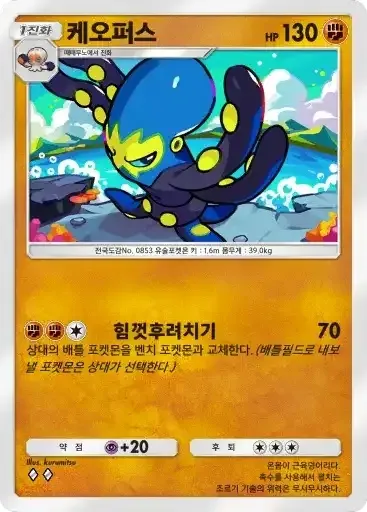 1진화
케오퍼스
HP 130
때때무노에서 진화
전국도감No. 0853 유술포켓몬 키 : 1.6m 몸무게 : 39.0kg
힘껏후려치기 70
상대의 배틀 포켓몬을 벤치 포켓몬과 교체한다. (배틀필드로 내보
낼 포켓몬은 상대가 선택한다.)
약점 +20 후퇴
Illus. kurumitsu
온몸이 근육덩어리다.
촉수를 사용해서 펼치는
조르기 기술의 위력은 무시무시하다.